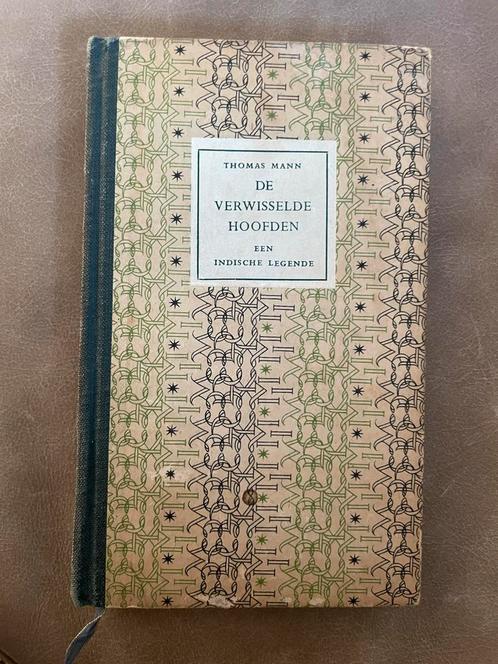 THOMAS MANN
DE
VERWISSELDE
HOOFDEN
EEN
INDISCHE LEGENDE